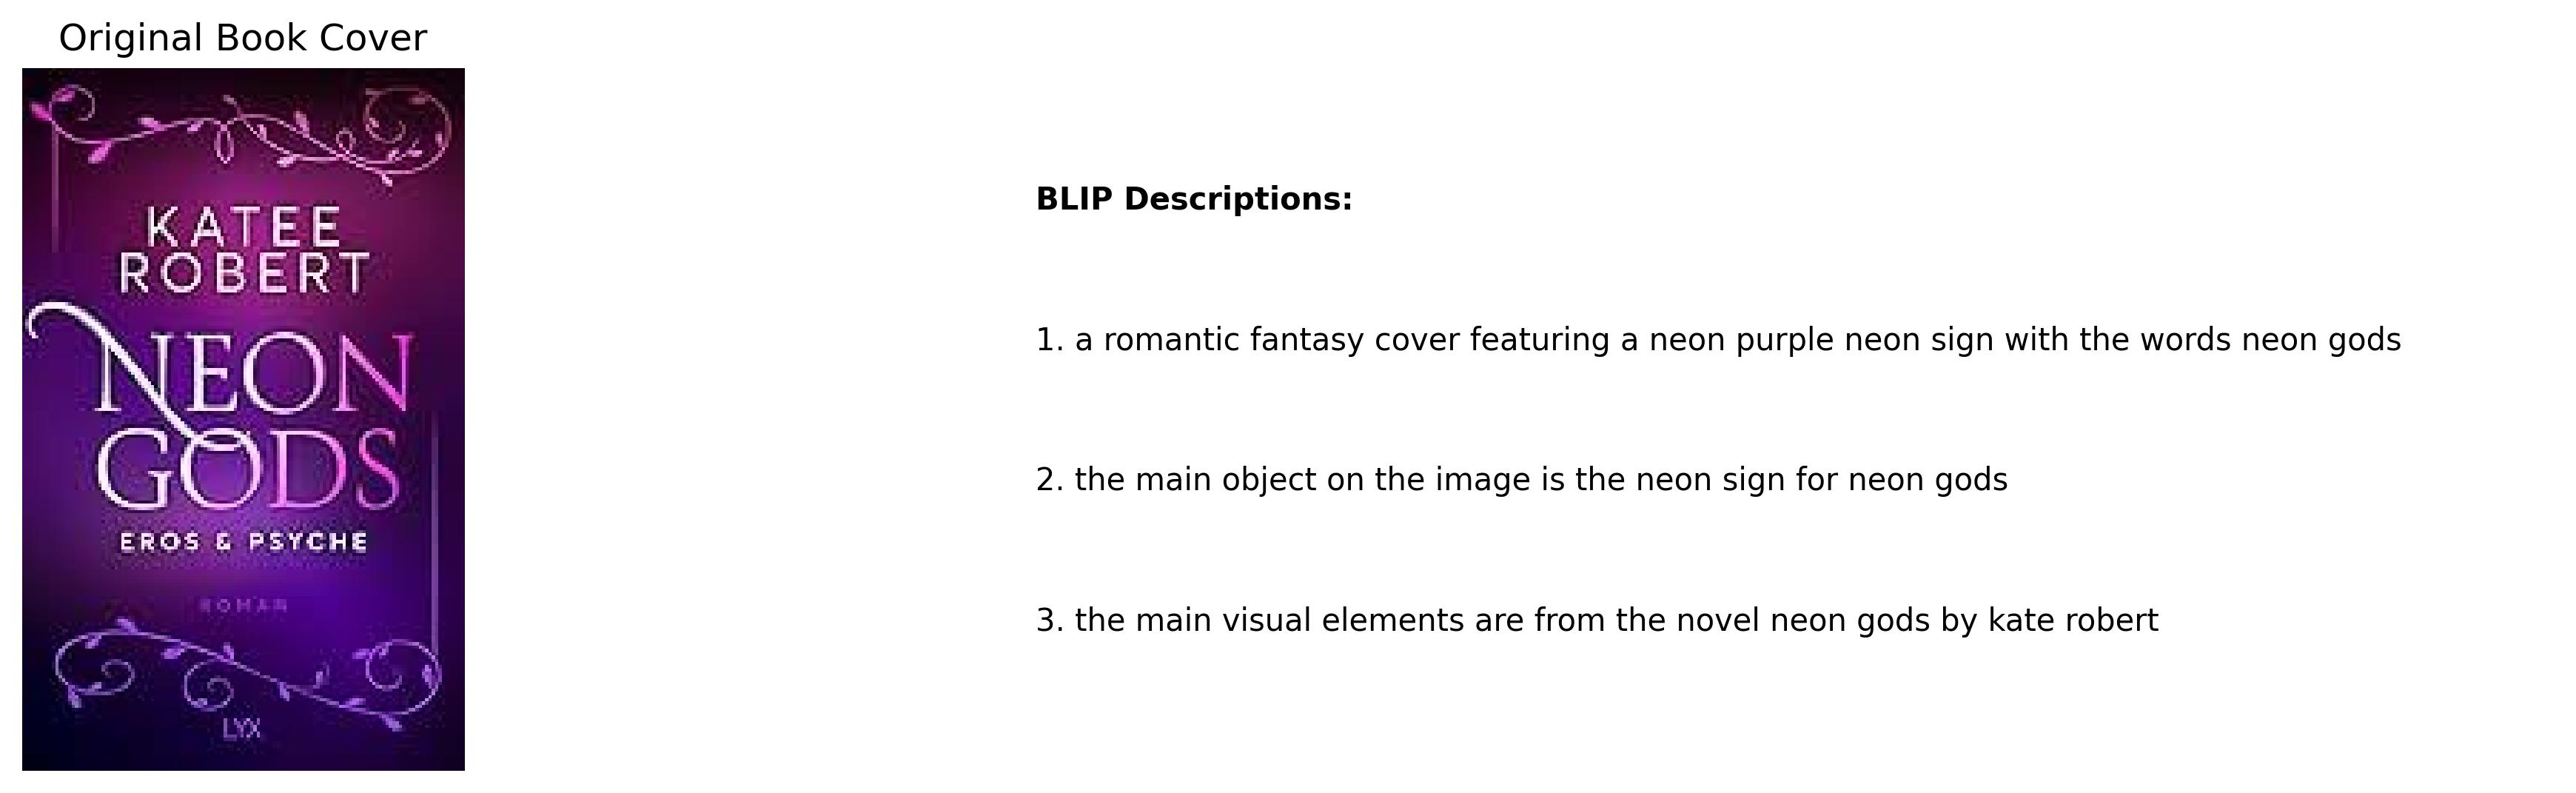 Original Book Cover
KATEE
ROBERT
NEON
GODS
EROS & PSYCHE
ROMAN
LYX
BLIP Descriptions:
1. a romantic fantasy cover featuring a neon purple neon sign with the words neon gods
2. the main object on the image is the neon sign for neon gods
3. the main visual elements are from the novel neon gods by kate robert